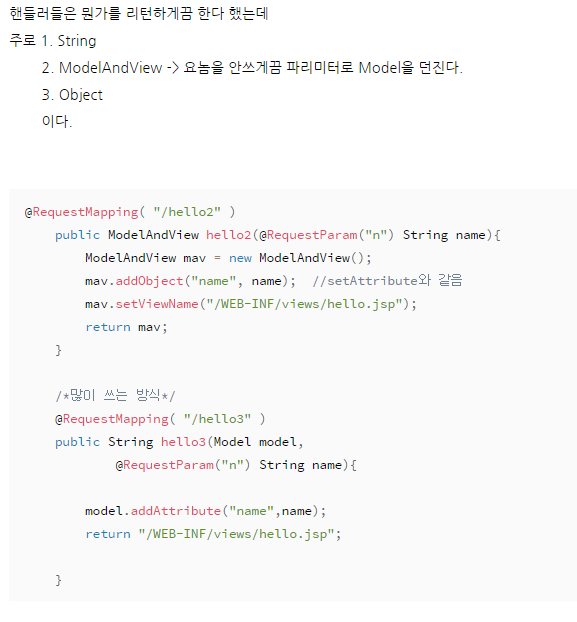 핸들러들은 뭔가를 리턴하게끔 한다 했는데
주로 1. String
2. ModelAndView -> 요놈을 안쓰게끔 파리미터로 Model을 던진다.
3. Object
이다.
@RequestMapping( "/hello2" )
public ModelAndView hello2(@RequestParam("n") String name){
ModelAndView mav = new ModelAndView();
mav.addObject("name", name);  //setAttribute와 같음
mav.setViewName("/WEB-INF/views/hello.jsp");
return mav;
}
/*많이 쓰는 방식*/
@RequestMapping( "/hello3" )
public String hello3(Model model,
@RequestParam("n") String name){
model.addAttribute("name",name);
return "/WEB-INF/views/hello.jsp";
}